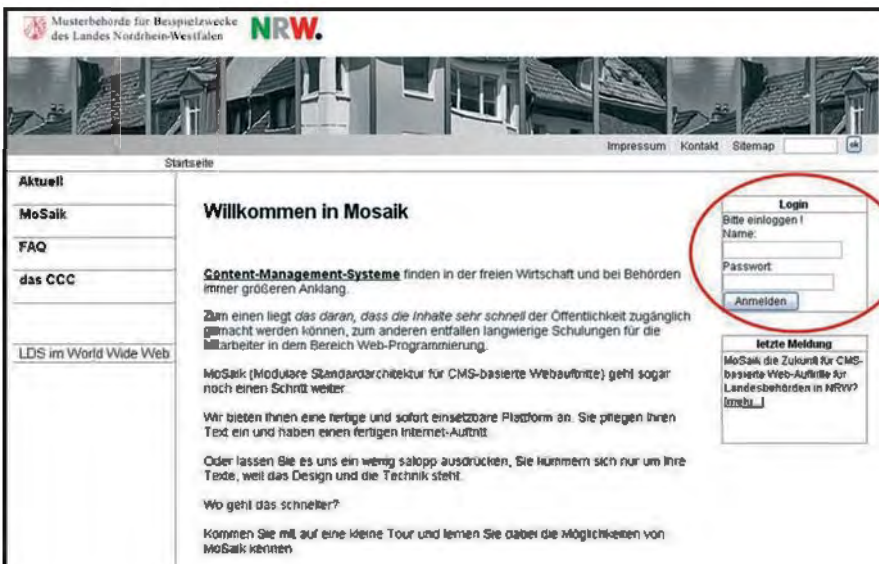 Musterbehörde für Beispielzwecke
des Landes Nordrhein-Westfalen
NRW.
Impressum Kontakt Sitemap ok
Startseite
Aktuell
MoSaik
FAQ
das CCC
LDS im World Wide Web
Willkommen in Mosaik
Content-Management-Systeme finden in der freien Wirtschaft und bei Behörden
immer größeren Anklang.
Zum einen liegt das daran, dass die Inhalte sehr schnell der Öffentlichkeit zugänglich
gemacht werden können, zum anderen entfallen langwierige Schulungen für die
Mitarbeiter in dem Bereich Web-Programmierung.
MoSaik (Modulare Standardarchitektur für CMS-basierte Webauftritte) geht sogar
noch einen Schritt weiter.
Wir bieten Ihnen eine fertige und sofort einsetzbare Plattform an. Sie pflegen Ihren
Text ein und haben einen fertigen Internet-Auftritt.
Oder lassen Sie es uns ein wenig salopp ausdrücken, Sie kümmern sich nur um Ihre
Texte, weil das Design und die Technik steht.
Wo geht das schneller?
Kommen Sie mit auf eine kleine Tour und lernen Sie dabei die Möglichkeiten von
MoSaik kennen
Login
Bitte einloggen !
Name:
Passwort
Anmelden
letzte Meldung
MoSaik die Zukunft für CMS-
basierte Web-Auftritte für
Landesbehörden in NRW?
[mehr...]